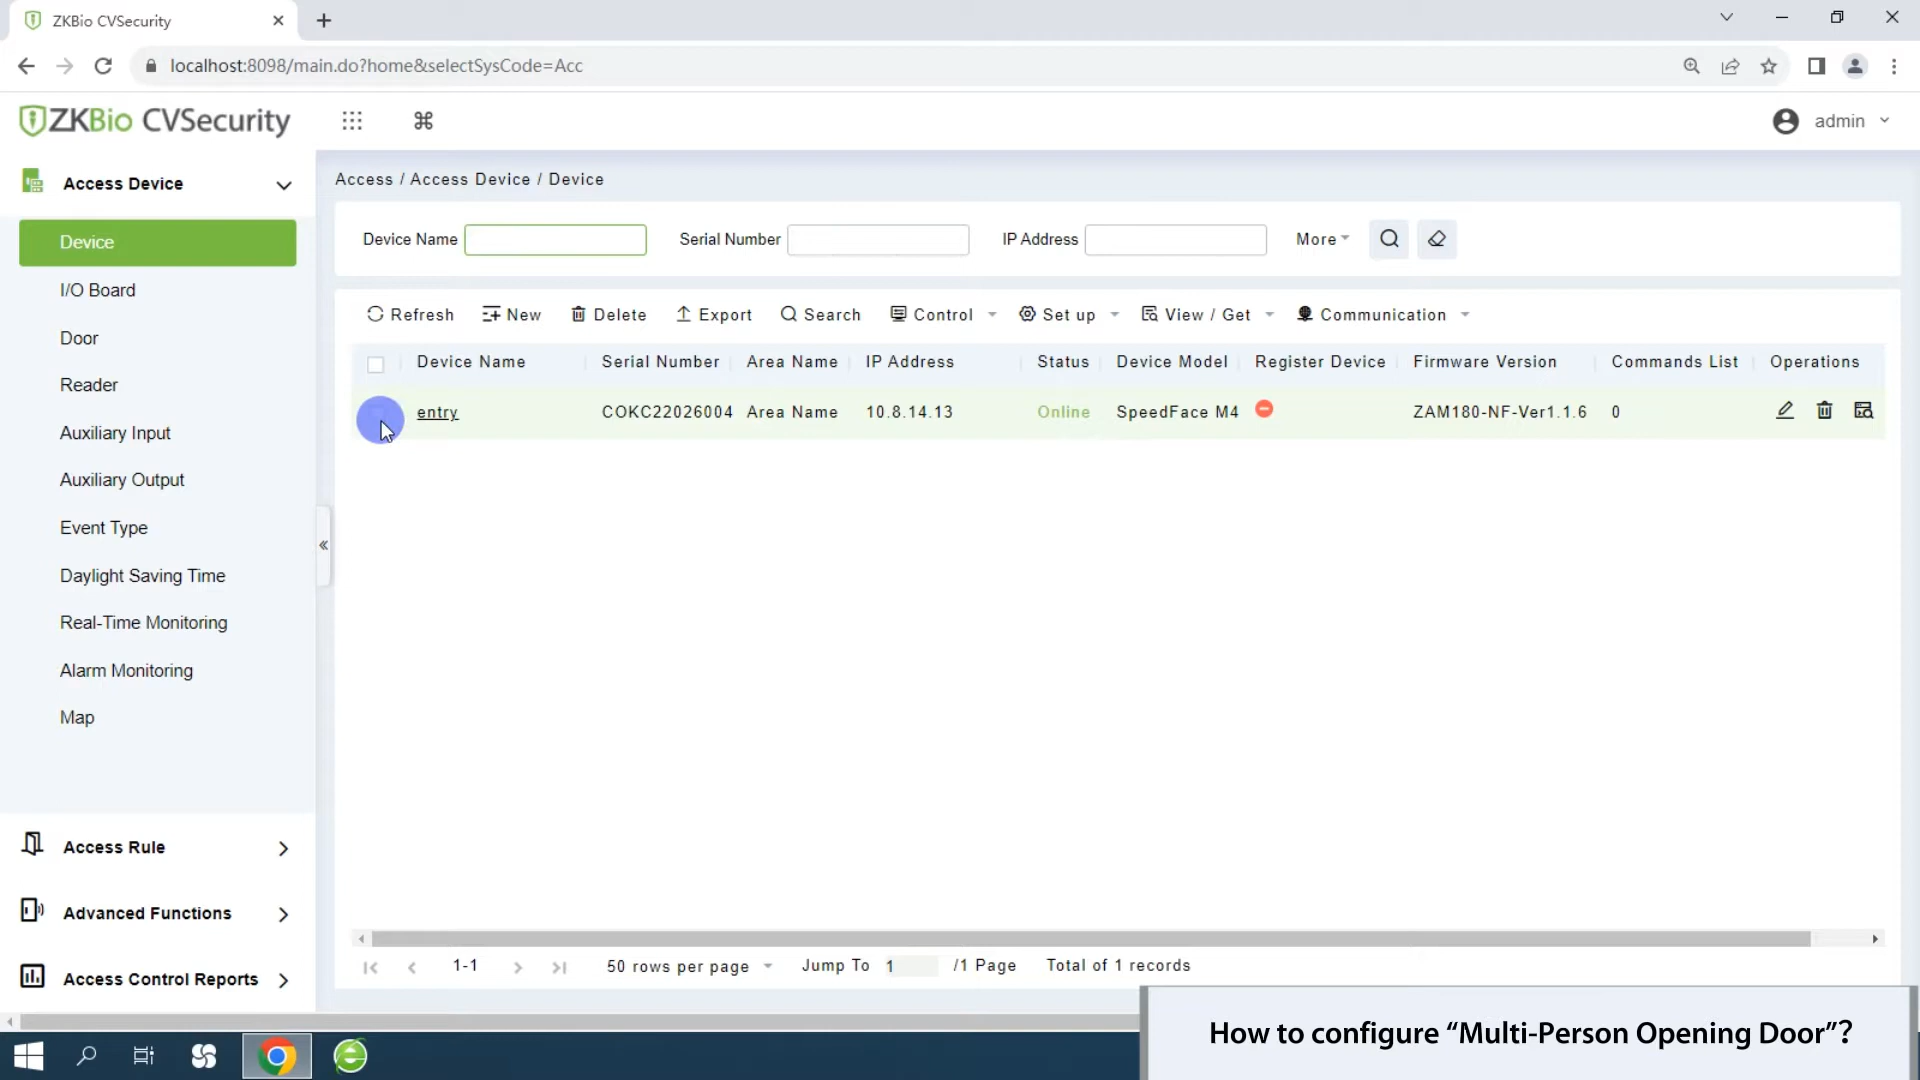 ZKBio CVSecurity
localhost:8098/main.do?home&selectSysCode=Acc
ZKBio CVSecurity
admin
Access Device
Device
I/O Board
Door
Reader
Auxiliary Input
Auxiliary Output
Event Type
Daylight Saving Time
Real-Time Monitoring
Alarm Monitoring
Map
Access Rule
Advanced Functions
Access Control Reports
Access / Access Device / Device
Device Name Serial Number IP Address More
Refresh New Delete Export Search Control Set up View / Get Communication
Device Name Serial Number Area Name IP Address Status Device Model Register Device Firmware Version Commands List Operations
entry COKC22026004 Area Name 10.8.14.13 Online SpeedFace M4 ZAM180-NF-Ver1.1.6 0
1-1 50 rows per page Jump To 1 /1 Page Total of 1 records
How to configure “Multi-Person Opening Door”?